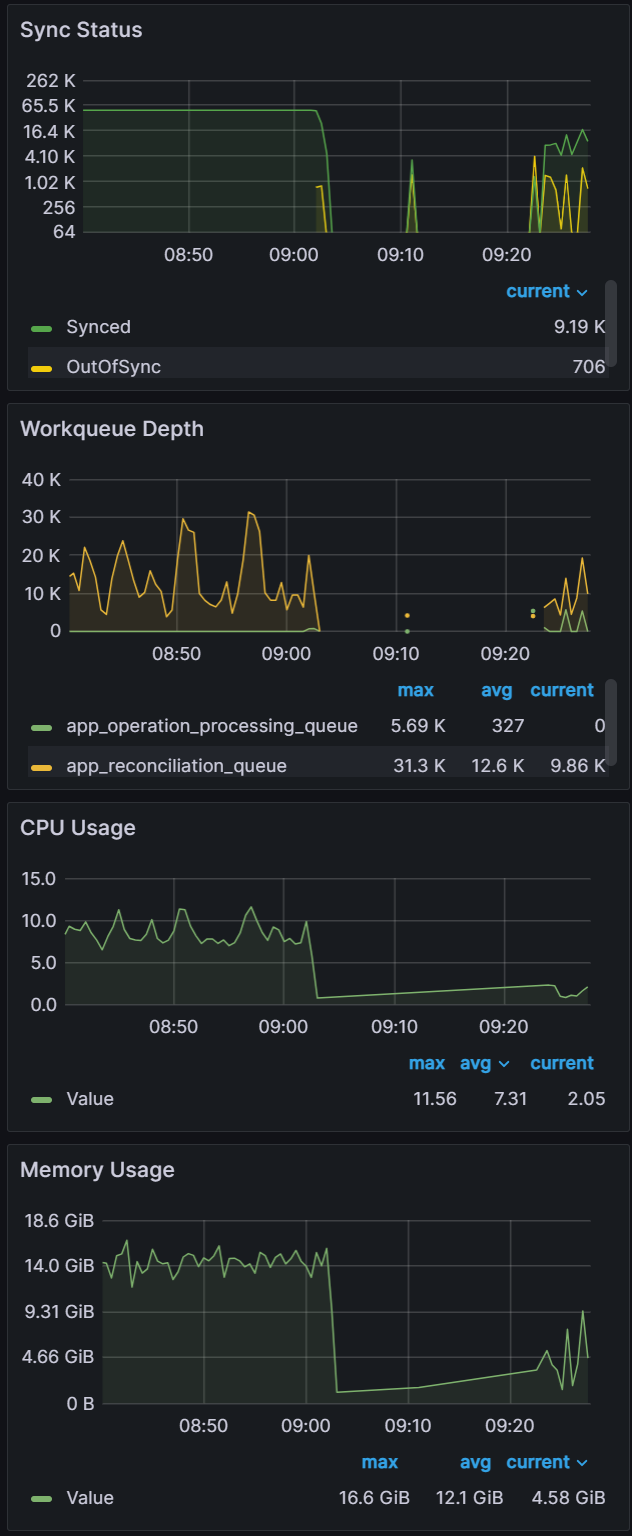 Sync Status
262 K
65.5 K
16.4 K
4.10 K
1.02 K
256
64
08:50 09:00 09:10 09:20
current
Synced 9.19 K
OutOfSync 706
Workqueue Depth
40 K
30 K
20 K
10 K
0
08:50 09:00 09:10 09:20
max avg current
app_operation_processing_queue 5.69 K 327 0
app_reconciliation_queue 31.3 K 12.6 K 9.86 K
CPU Usage
15.0
10.0
5.0
0.0
08:50 09:00 09:10 09:20
max avg current
Value 11.56 7.31 2.05
Memory Usage
18.6 GiB
14.0 GiB
9.31 GiB
4.66 GiB
0 B
08:50 09:00 09:10 09:20
max avg current
Value 16.6 GiB 12.1 GiB 4.58 GiB